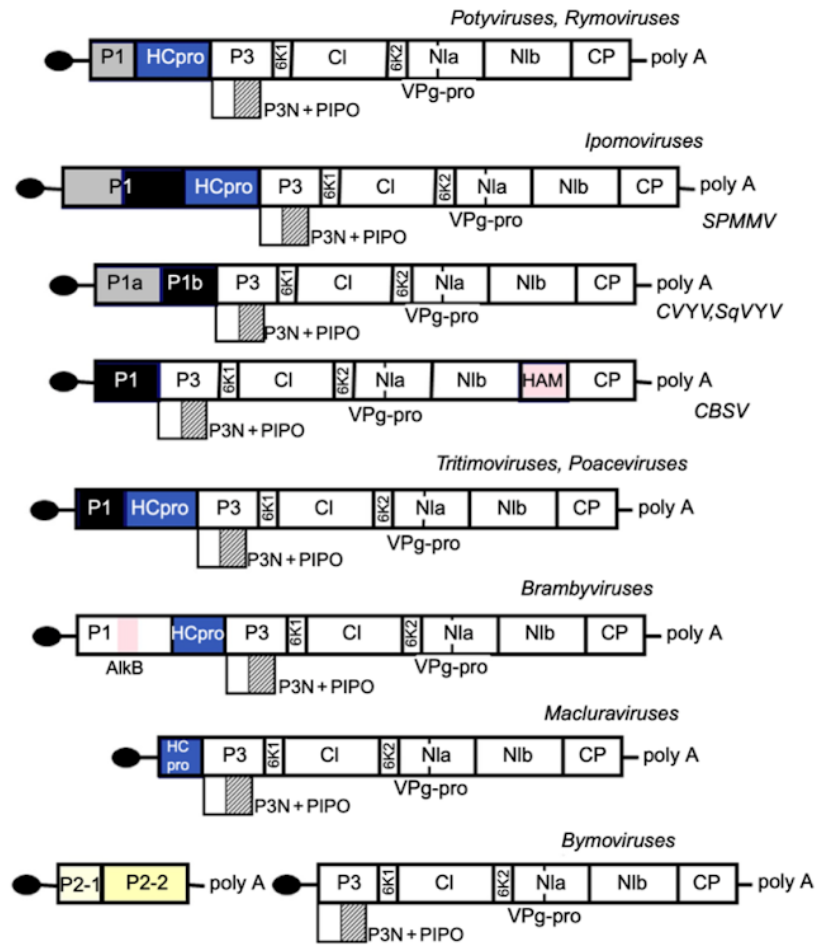 Potyviruses, Rymoviruses
P1 HCpro P3 6K1 CI 6K2 NIa NIb CP poly A
VPg-pro
P3N + PIPO
Ipomoviruses
P1 HCpro P3 6K1 CI 6K2 NIa NIb CP poly A
VPg-pro
SPMMV
P3N + PIPO
P1a P1b P3 6K1 CI 6K2 NIa NIb CP poly A
CVYV,SqVYV
VPg-pro
P3N + PIPO
P1 P3 6K1 CI 6K2 NIa NIb HAM CP poly A
CBSV
VPg-pro
P3N + PIPO
Tritimoviruses, Poaceviruses
P1 HCpro P3 6K1 CI 6K2 NIa NIb CP poly A
VPg-pro
P3N + PIPO
Brambyviruses
P1 HCpro P3 6K1 CI 6K2 NIa NIb CP poly A
AlkB
VPg-pro
P3N + PIPO
Macluraviruses
HC
pro P3 6K1 CI 6K2 NIa NIb CP poly A
VPg-pro
P3N + PIPO
Bymoviruses
P2-1 P2-2 poly A P3 6K1 CI 6K2 NIa NIb CP poly A
VPg-pro
P3N + PIPO